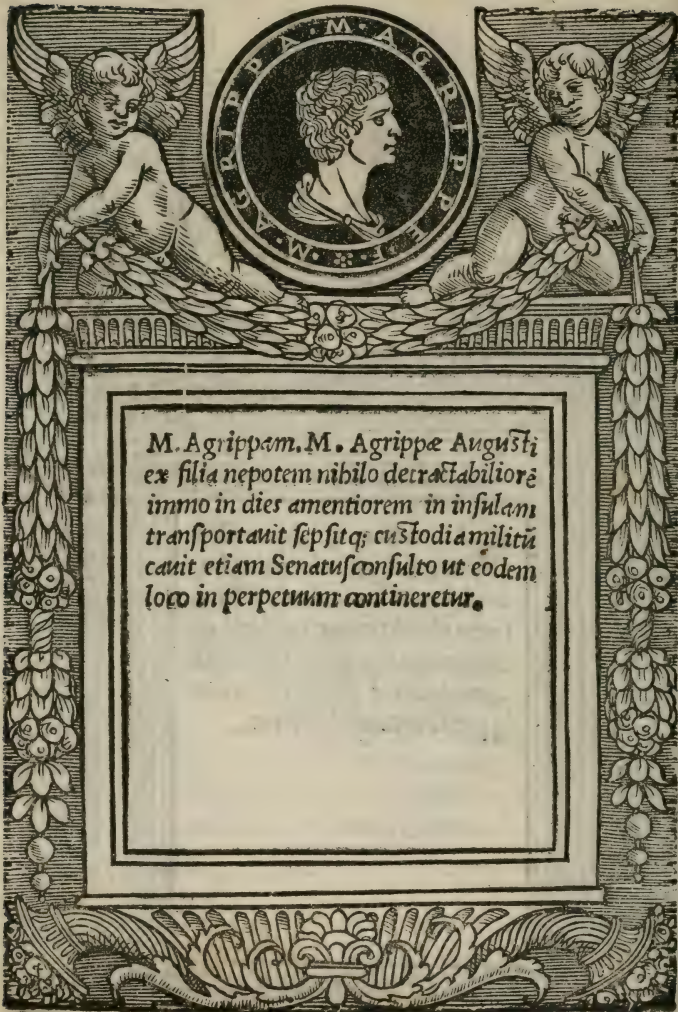 M. AGRIPPA. M. AGRIPPE F.
M. Agrippam. M. Agrippæ Augusti
ex filia nepotem nihilo detractabiliorē
immo in dies amentiorem in inſulam
tranſportauit ſepſitq; cuſtodia militū
cauit etiam Senatuſconſulto ut eodem
loco in perpetuum contineretur.